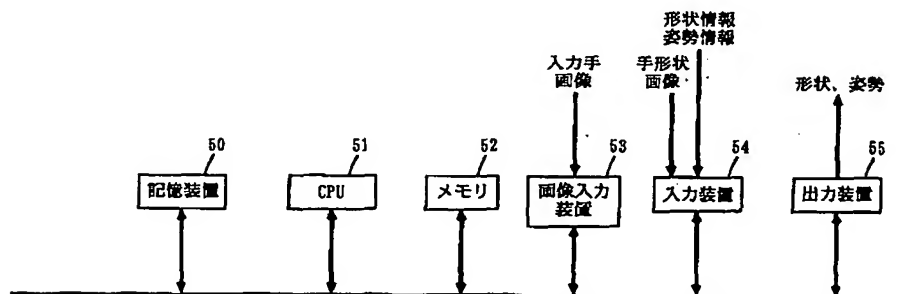 形状情報
姿勢情報
入力手
画像
手形状
画像
形状、姿勢
50
51
52
53
54
55
記憶装置
CPU
メモリ
画像入力
装置
入力装置
出力装置